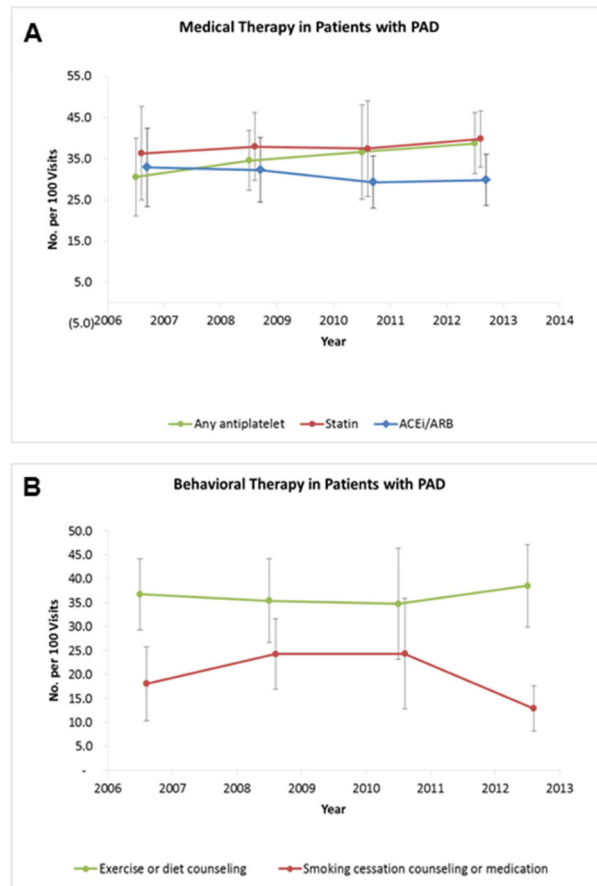 A
Medical Therapy in Patients with PAD
No. per 100 Visits
55.0
45.0
35.0
25.0
15.0
5.0
(5.0)
2006 2007 2008 2009 2010 2011 2012 2013 2014
Year
Any antiplatelet Statin ACEi/ARB
B
Behavioral Therapy in Patients with PAD
No. per 100 Visits
50.0
45.0
40.0
35.0
30.0
25.0
20.0
15.0
10.0
5.0
-
2006 2007 2008 2009 2010 2011 2012 2013
Year
Exercise or diet counseling Smoking cessation counseling or medication